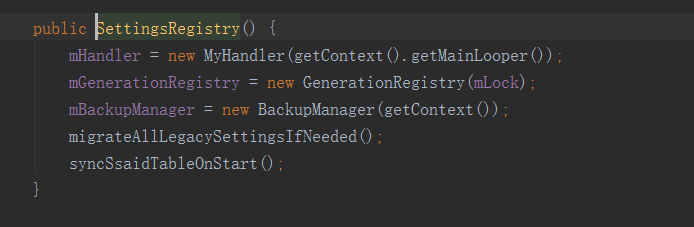 public SettingsRegistry() {
mHandler = new MyHandler(getContext().getMainLooper());
mGenerationRegistry = new GenerationRegistry(mLock);
mBackupManager = new BackupManager(getContext());
migrateAllLegacySettingsIfNeeded();
syncSsaidTableOnStart();
}